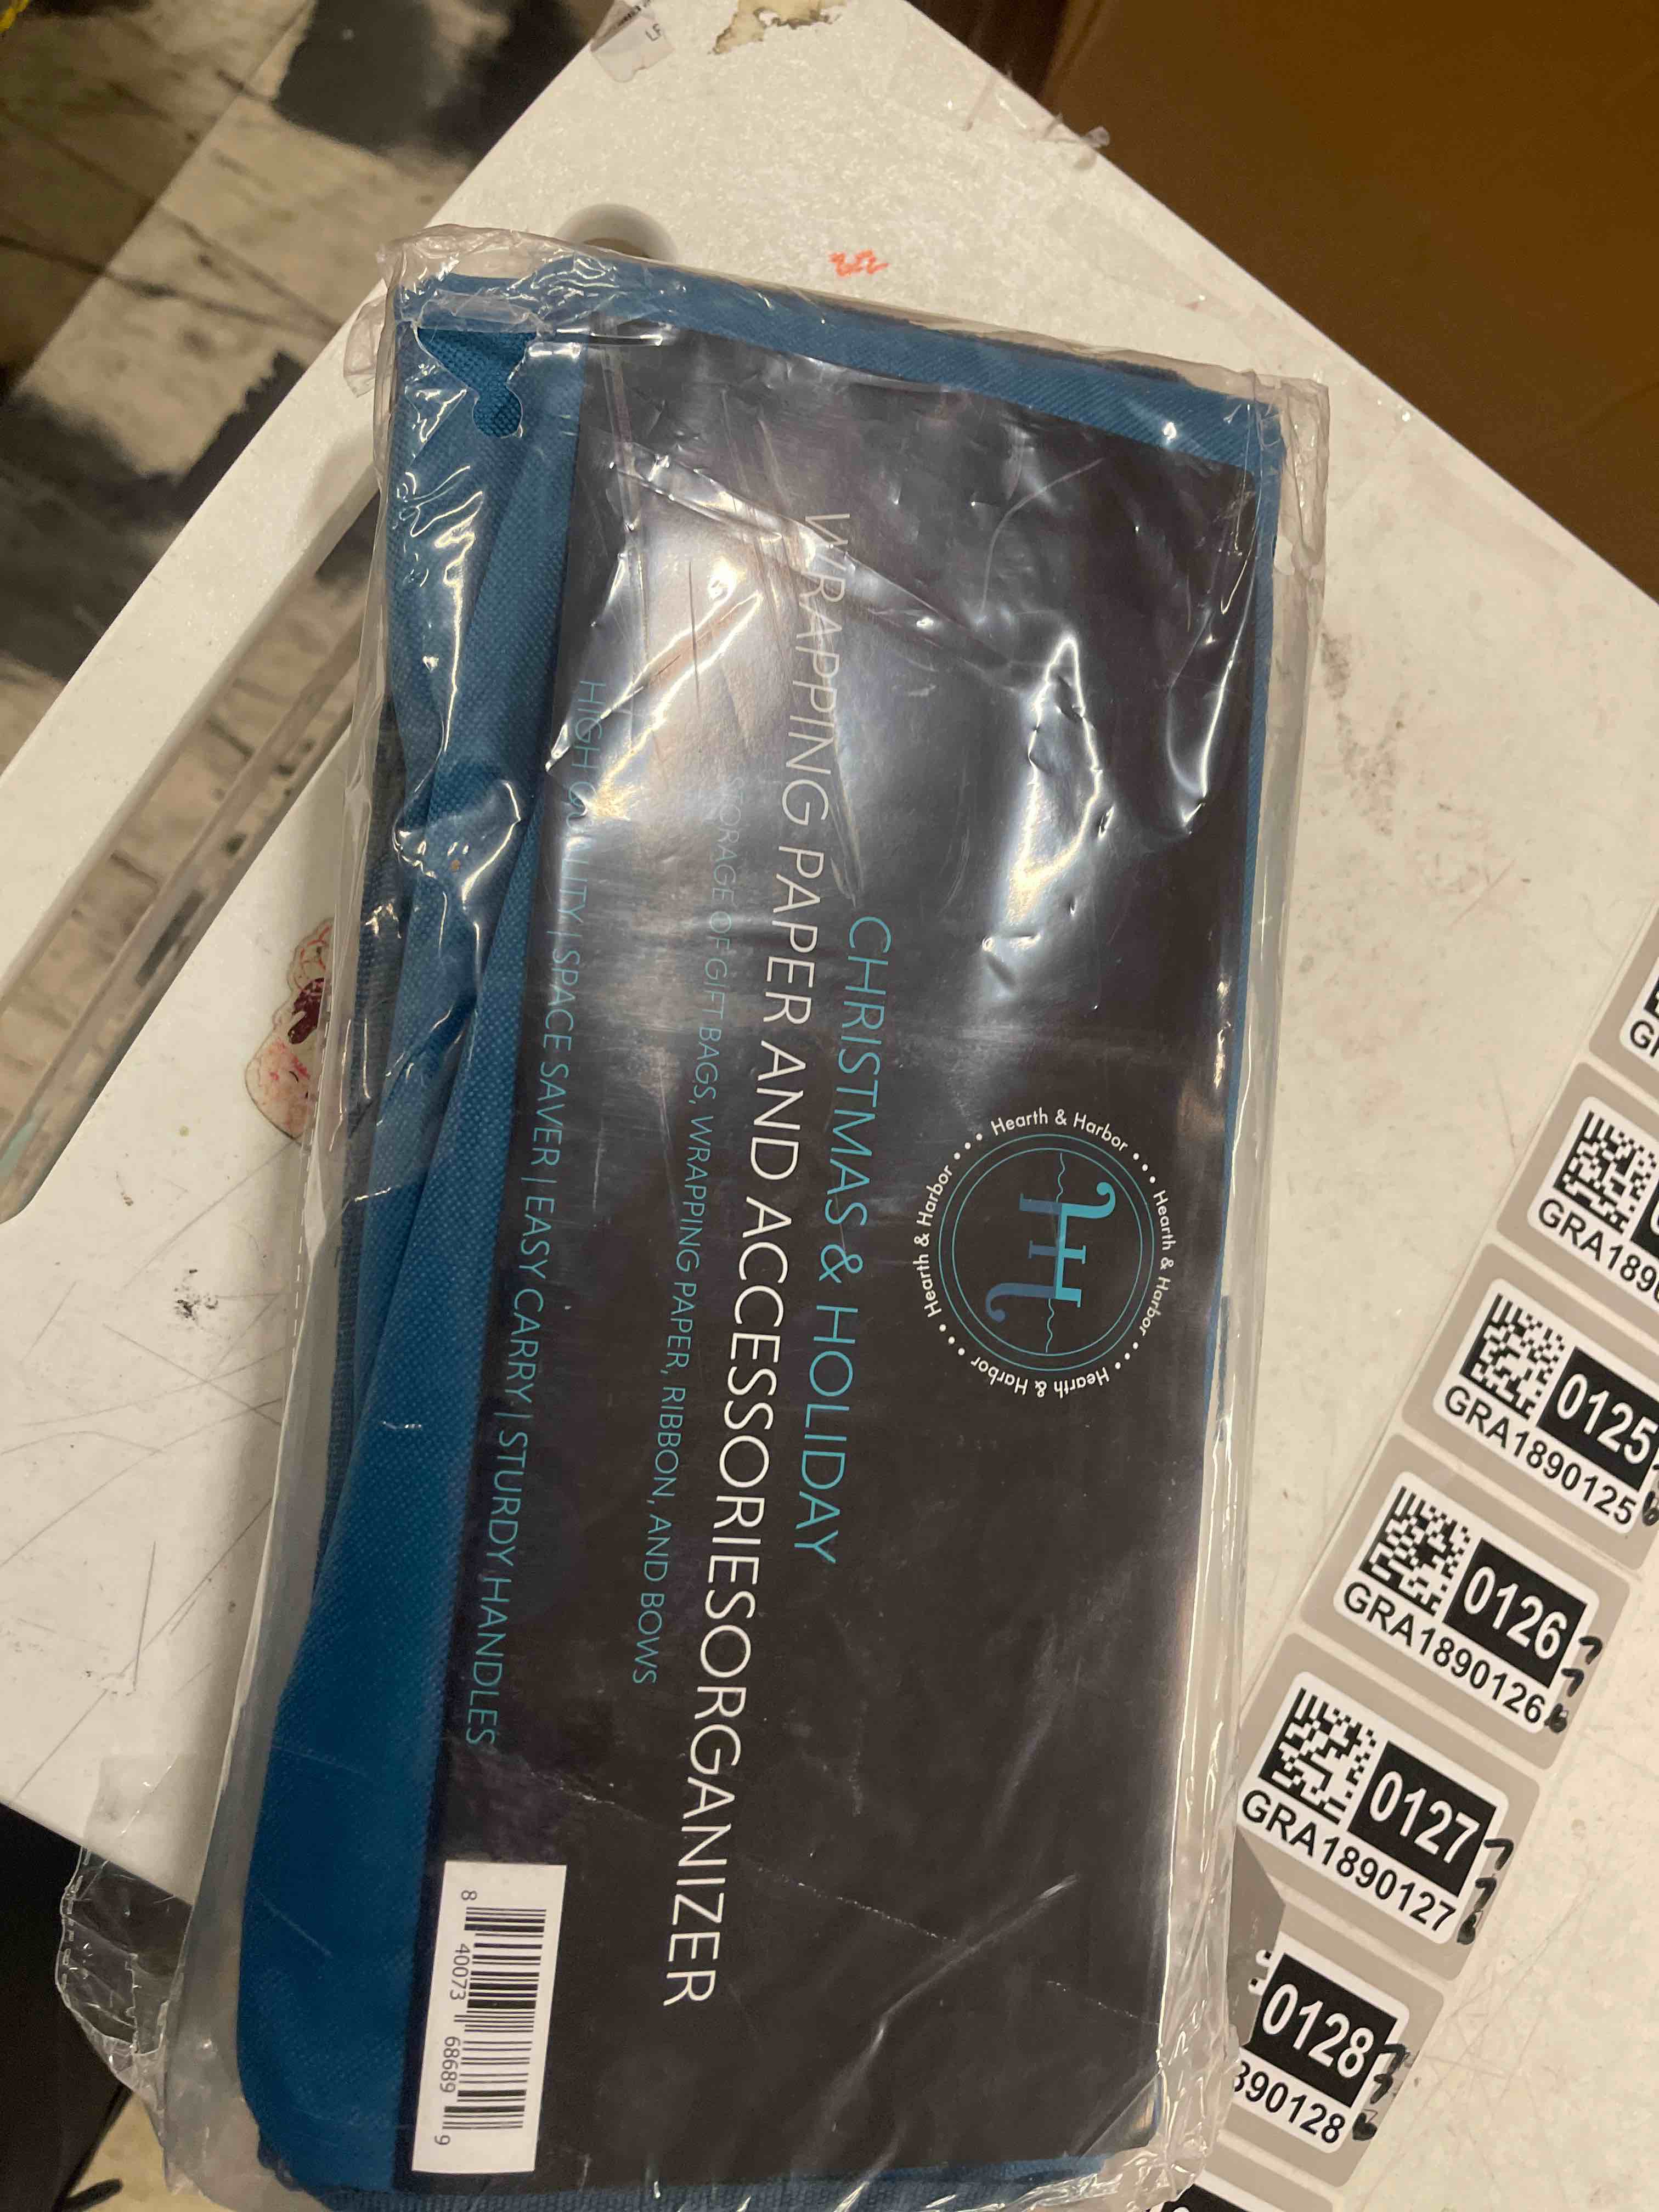 Hearth & Harbor
Hearth & Harbor
Hearth & Harbor
Hearth & Harbor
H
CHRISTMAS & HOLIDAY
WRAPPING PAPER AND ACCESSORIESORGANIZER
STORAGE OF GIFT BAGS, WRAPPING PAPER, RIBBON, AND BOWS
HIGH QUALITY | SPACE SAVER | EASY CARRY | STURDY HANDLES
8 40073 68689 9
0125
GRA1890125
0126
GRA1890126
0127
GRA1890127
0128
890128